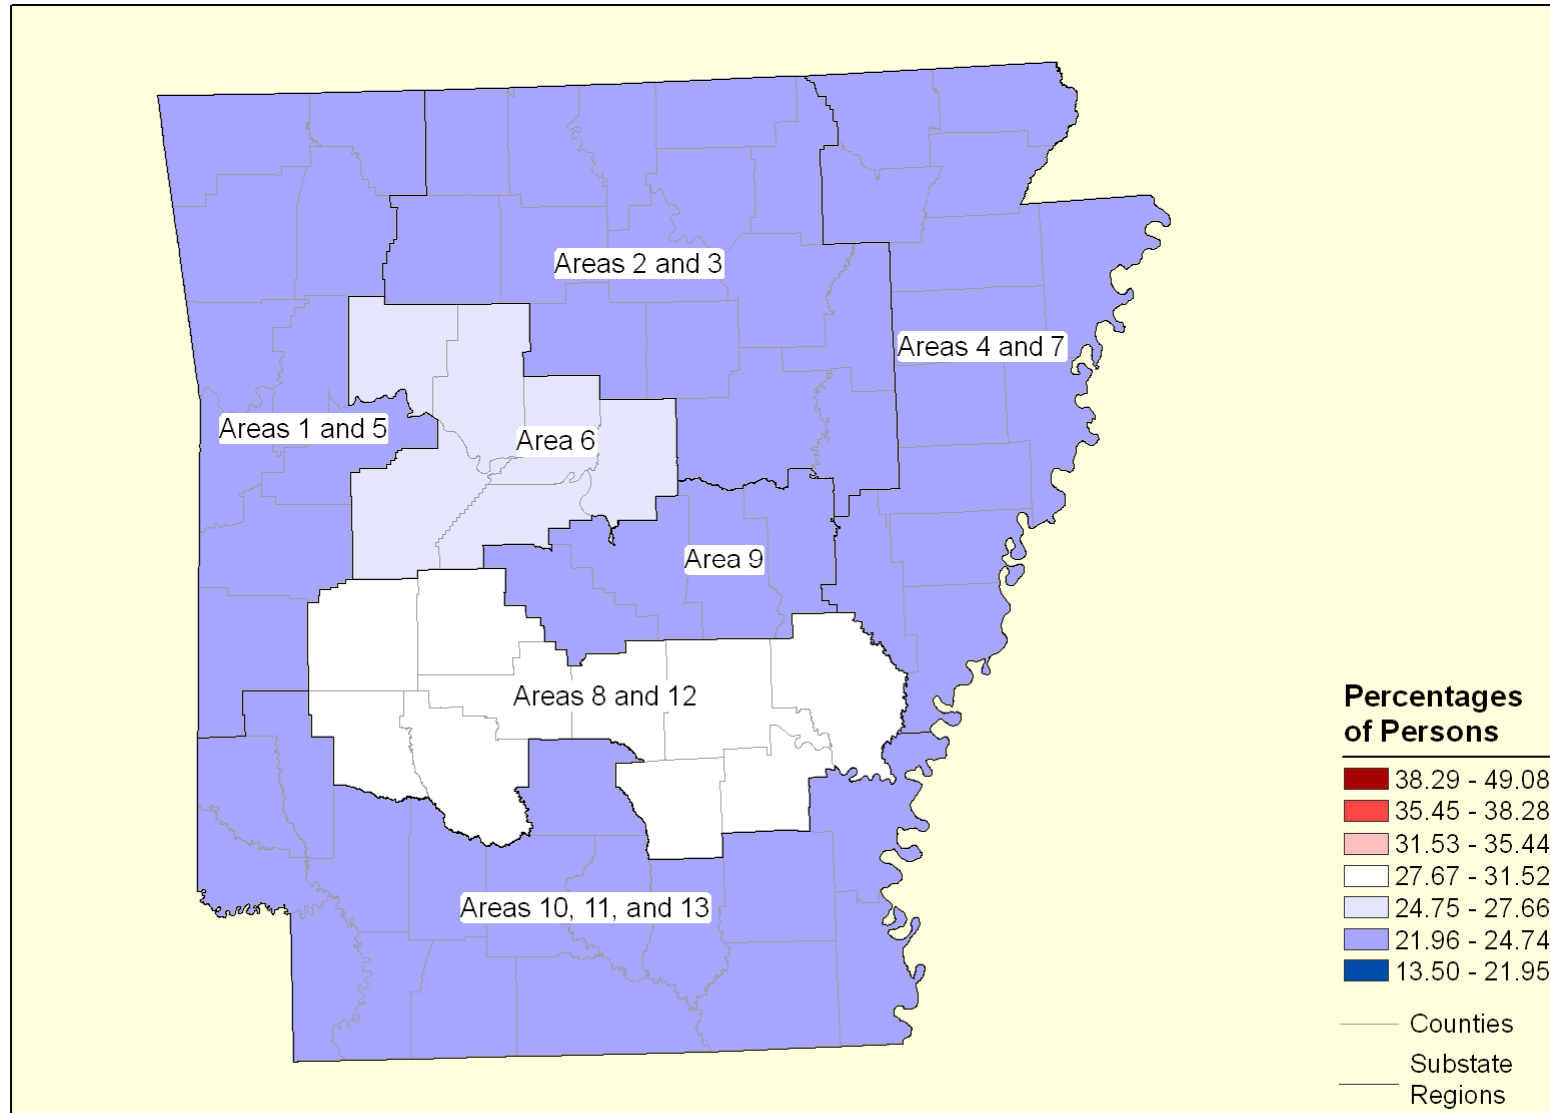 Areas 2 and 3
Areas 4 and 7
Areas 1 and 5
Area 6
Area 9
Areas 8 and 12
Areas 10, 11, and 13
Percentages
of Persons
38.29 - 49.08
35.45 - 38.28
31.53 - 35.44
27.67 - 31.52
24.75 - 27.66
21.96 - 24.74
13.50 - 21.95
Counties
Substate
Regions